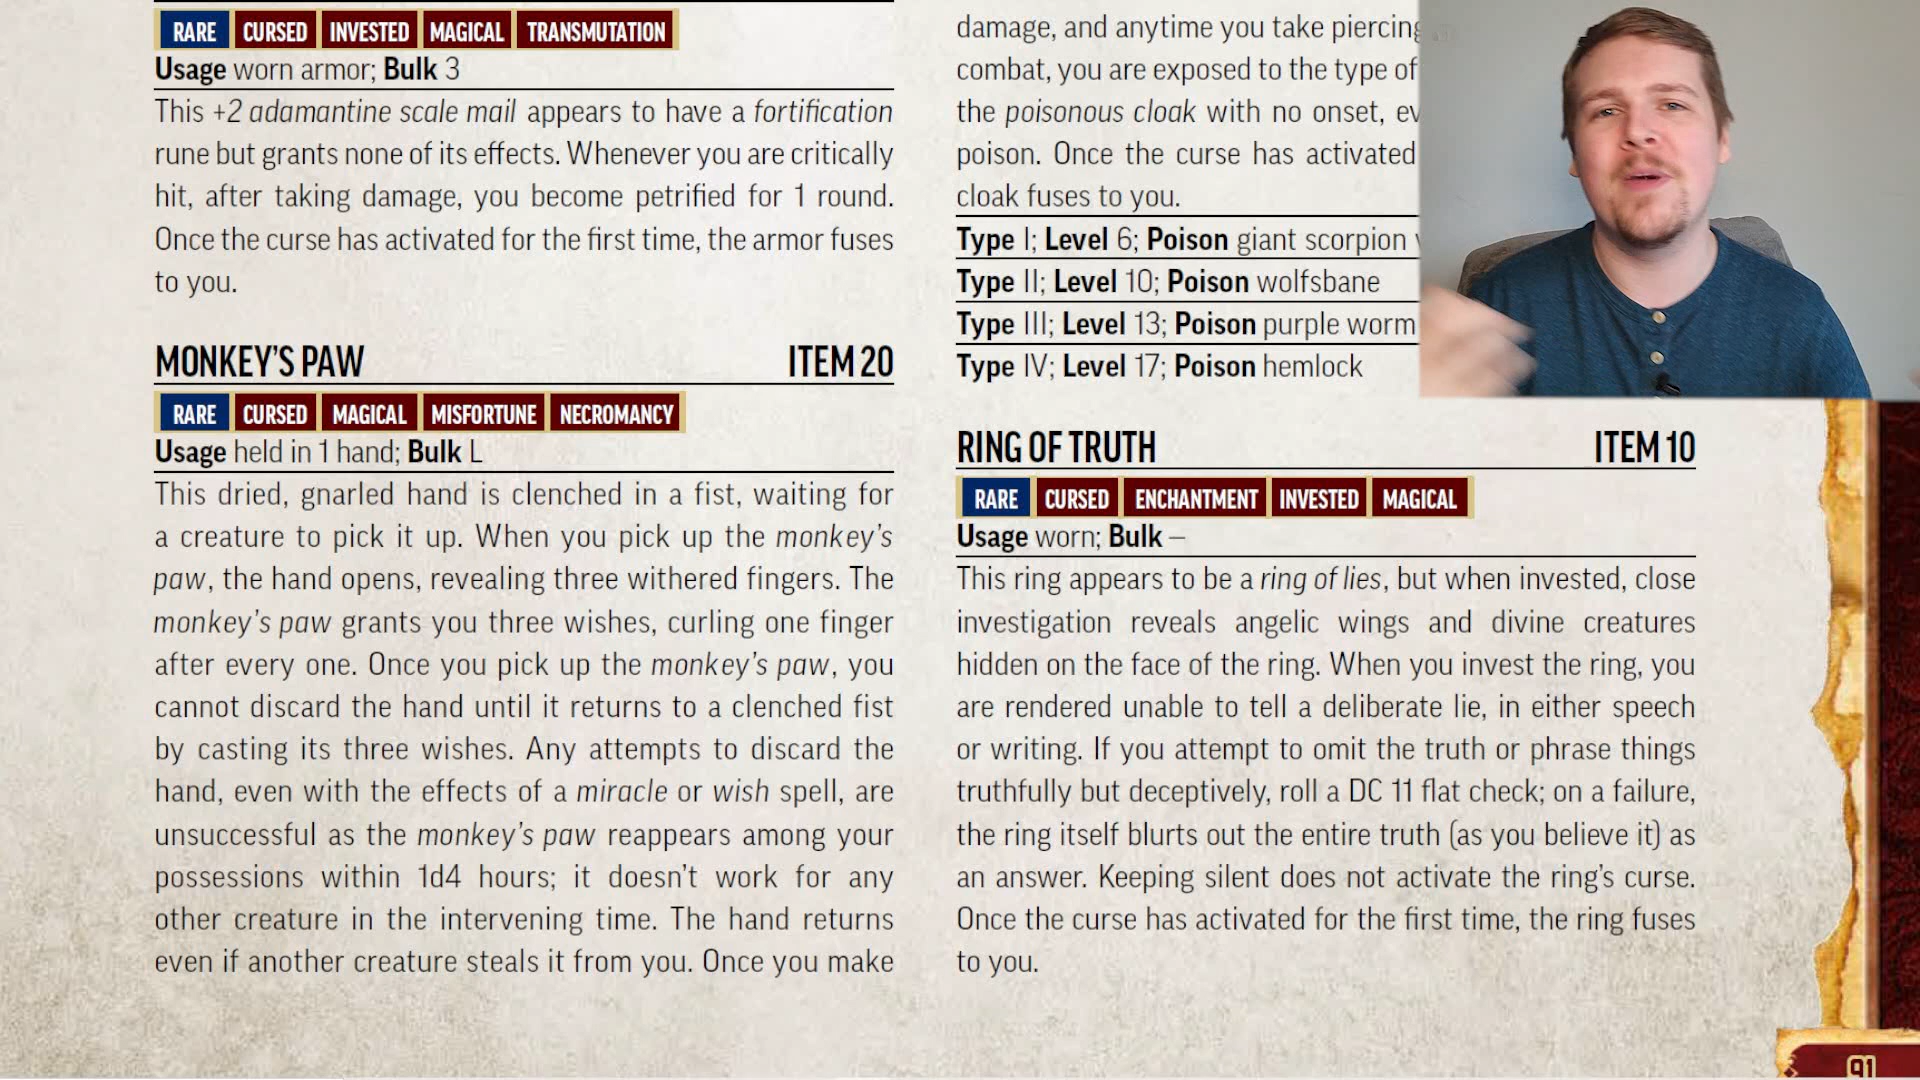 RARE CURSED INVESTED MAGICAL TRANSMUTATION
Usage worn armor; Bulk 3
This +2 adamantine scale mail appears to have a fortification
rune but grants none of its effects. Whenever you are critically
hit, after taking damage, you become petrified for 1 round.
Once the curse has activated for the first time, the armor fuses
to you.
MONKEY'S PAW ITEM 20
RARE CURSED MAGICAL MISFORTUNE NECROMANCY
Usage held in 1 hand; Bulk L
This dried, gnarled hand is clenched in a fist, waiting for
a creature to pick it up. When you pick up the monkey's
paw, the hand opens, revealing three withered fingers. The
monkey's paw grants you three wishes, curling one finger
after every one. Once you pick up the monkey's paw, you
cannot discard the hand until it returns to a clenched fist
by casting its three wishes. Any attempts to discard the
hand, even with the effects of a miracle or wish spell, are
unsuccessful as the monkey's paw reappears among your
possessions within 1d4 hours; it doesn't work for any
other creature in the intervening time. The hand returns
even if another creature steals it from you. Once you make
damage, and anytime you take piercing
combat, you are exposed to the type of
the poisonous cloak with no onset,
poison. Once the curse has activated
cloak fuses to you.
Type I; Level 6; Poison giant scorpion
Type II; Level 10; Poison wolfsbane
Type III; Level 13; Poison purple worm
Type IV; Level 17; Poison hemlock
RING OF TRUTH ITEM 10
RARE CURSED ENCHANTMENT INVESTED MAGICAL
Usage worn; Bulk —
This ring appears to be a ring of lies, but when invested, close
investigation reveals angelic wings and divine creatures
hidden on the face of the ring. When you invest the ring, you
are rendered unable to tell a deliberate lie, in either speech
or writing. If you attempt to omit the truth or phrase things
truthfully but deceptively, roll a DC 11 flat check; on a failure,
the ring itself blurts out the entire truth (as you believe it) as
an answer. Keeping silent does not activate the ring's curse.
Once the curse has activated for the first time, the ring fuses
to you.
91